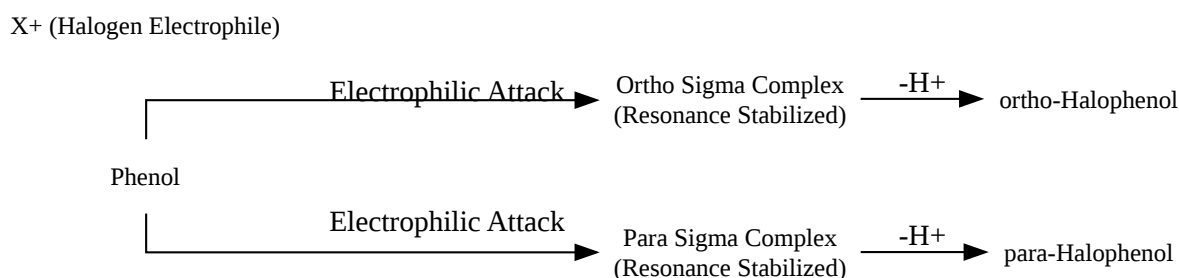 X+ (Halogen Electrophile)
Electrophilic Attack
Ortho Sigma Complex
(Resonance Stabilized)
-H+
ortho-Halophenol
Phenol
Electrophilic Attack
Para Sigma Complex
(Resonance Stabilized)
-H+
para-Halophenol